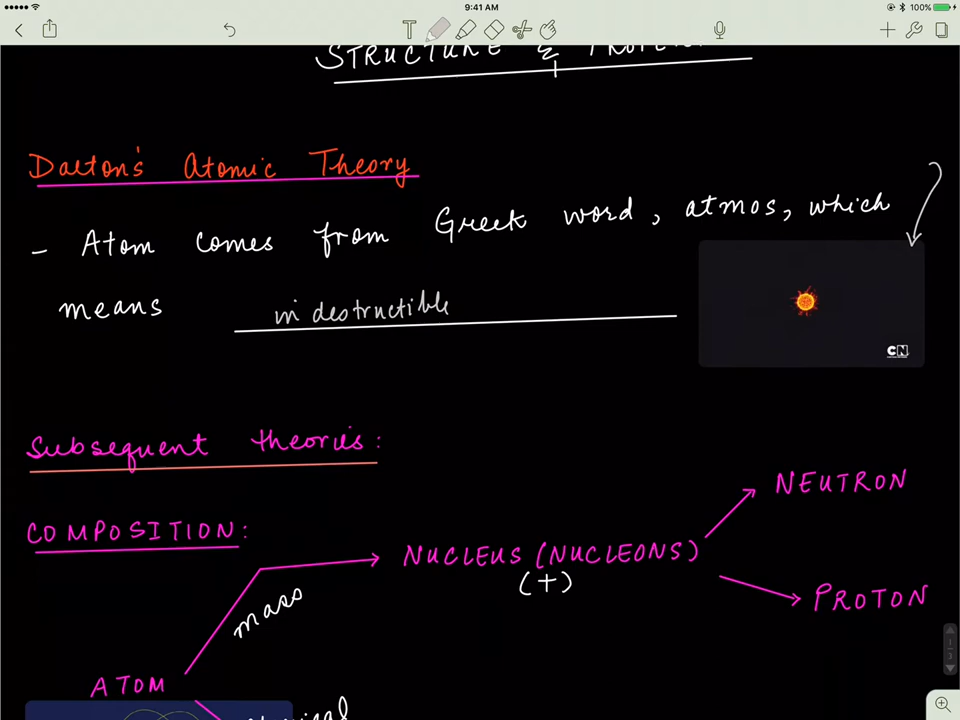 9:41 AM
100%
STRUCTURE &
Dalton's Atomic Theory
- Atom comes from Greek word, atmos, which
means indestructible
CN
Subsequent theories:
COMPOSITION:
NEUTRON
NUCLEUS (NUCLEONS)
(+)
PROTON
mass
ATOM